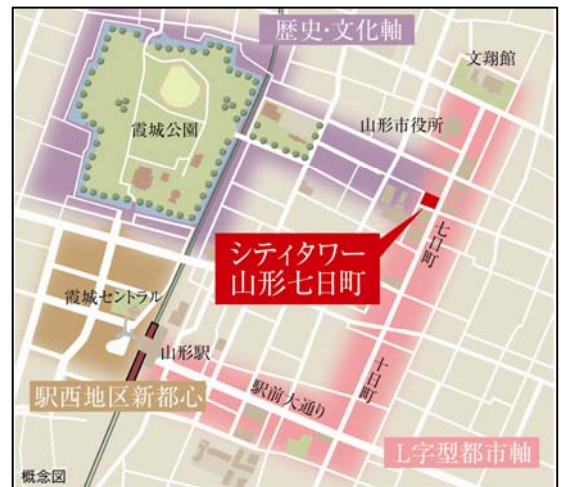 歴史・文化軸
文翔館
霞城公園
山形市役所
シティタワー
山形七日町
七日町
霞城セントラル
山形駅
十日町
駅前大通り
駅西地区新都心
L字型都市軸
概念図